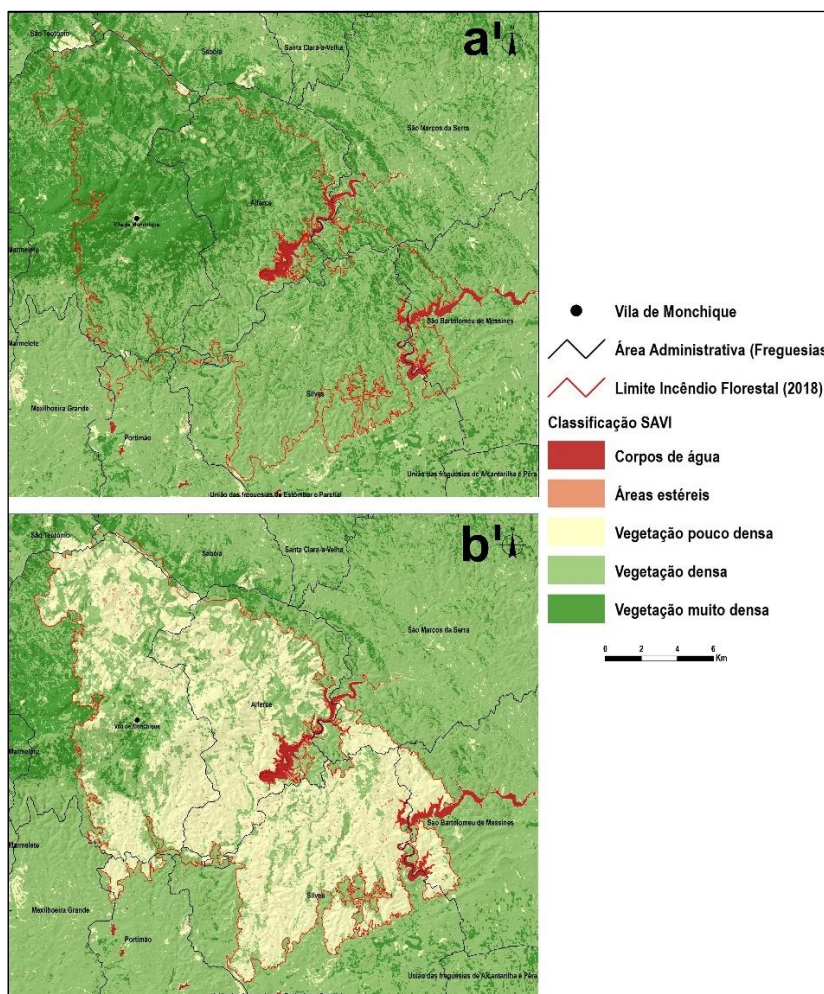 a'
São Teotónio
Sabóia
Santa Clara-a-Velha
São Marcos da Serra
Alferce
Vila de Monchique
Marmelete
São Bartolomeu de Messines
Marmelete
Mexilhoeira Grande
Silves
Portimão
União das freguesias de Alcantarilha e Pêra
União das freguesias de Estômbar e Parchal
b'
São Teotónio
Sabóia
Santa Clara-a-Velha
São Marcos da Serra
Alferce
Vila de Monchique
Marmelete
São Bartolomeu de Messines
Silves
Mexilhoeira Grande
Portimão
União das freguesias de Alcantarilha e Pêra
Vila de Monchique
Área Administrativa (Freguesias
Limite Incêndio Florestal (2018)
Classificação SAVI
Corpos de água
Áreas estéreis
Vegetação pouco densa
Vegetação densa
Vegetação muito densa
0 2 4 6
Km